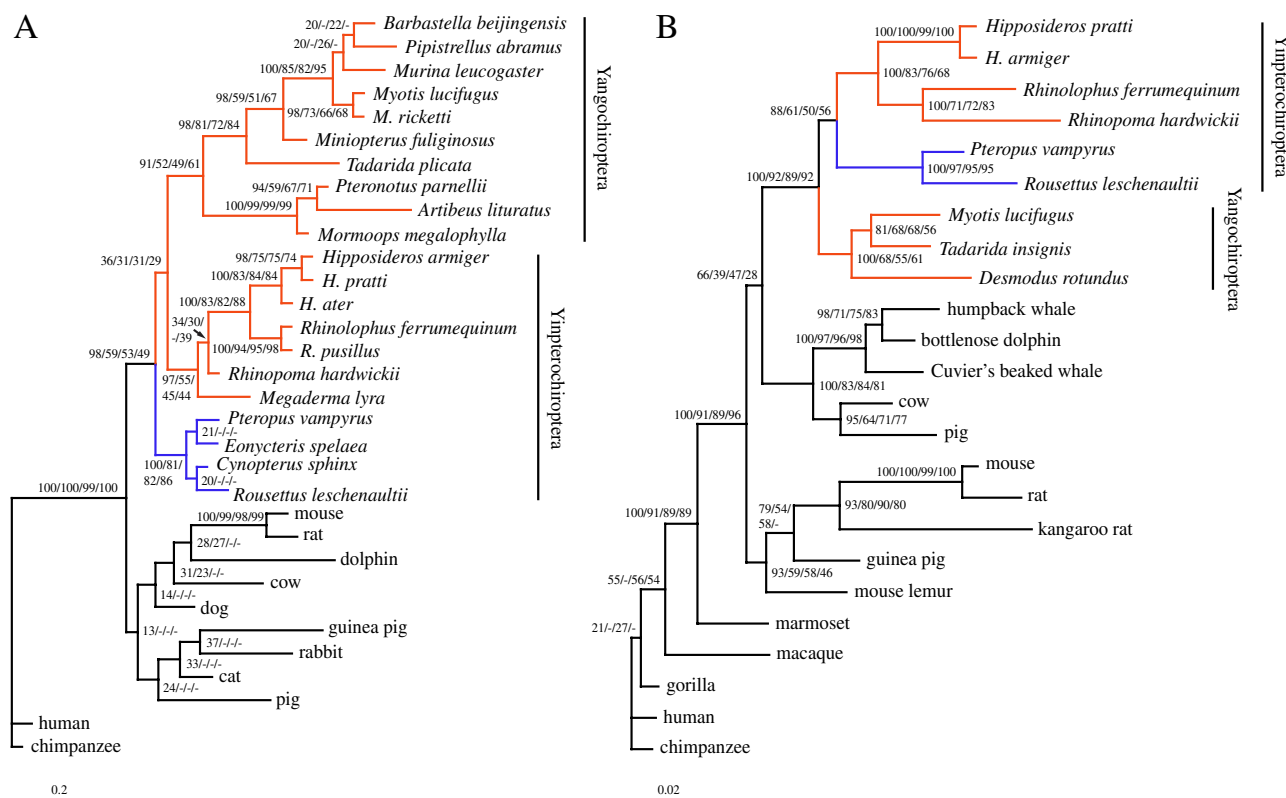 A
20/-/22/-
Barbastella beijingensis
20/-/26/-
Pipistrellus abramus
100/85/82/95
Murina leucogaster
98/59/51/67
Myotis lucifugus
98/73/66/68
M. ricketti
98/81/72/84
Miniopterus fuliginosus
91/52/49/61
Tadarida plicata
94/59/67/71
Pteronotus parnellii
100/99/99/99
Artibeus lituratus
Mormoops megalophylla
Yangochiroptera
36/31/31/29
98/75/75/74
Hipposideros armiger
100/83/84/84
H. pratti
100/83/82/88
H. ater
34/30/
-/39
Rhinolophus ferrumequinum
100/94/95/98
R. pusillus
98/59/53/49
Rhinopoma hardwickii
97/55/
45/44
Megaderma lyra
Pteropus vampyrus
21/-/-/-
Eonycteris spelaea
100/81/
82/86
Cynopterus sphinx
20/-/-/-
Rousettus leschenaultii
Yinpterochiroptera
100/100/99/100
100/99/98/99
mouse
rat
28/27/-/-
dolphin
31/23/-/-
cow
14/-/-/-
dog
13/-/-/-
guinea pig
37/-/-/-
rabbit
33/-/-/-
cat
24/-/-/-
pig
human
chimpanzee
0.2
B
100/100/99/100
Hipposideros pratti
H. armiger
100/83/76/68
Rhinolophus ferrumequinum
100/71/72/83
Rhinopoma hardwickii
88/61/50/56
Pteropus vampyrus
100/97/95/95
Rousettus leschenaultii
Yinpterochiroptera
100/92/89/92
Myotis lucifugus
81/68/68/56
Tadarida insignis
100/68/55/61
Desmodus rotundus
Yangochiroptera
66/39/47/28
98/71/75/83
humpback whale
100/97/96/98
bottlenose dolphin
Cuvier's beaked whale
100/83/84/81
cow
95/64/71/77
pig
100/91/89/96
100/100/99/100
mouse
rat
79/54/
58/-
93/80/90/80
kangaroo rat
100/91/89/89
guinea pig
93/59/58/46
mouse lemur
55/-/56/54
marmoset
21/-/27/-
macaque
gorilla
human
chimpanzee
0.02